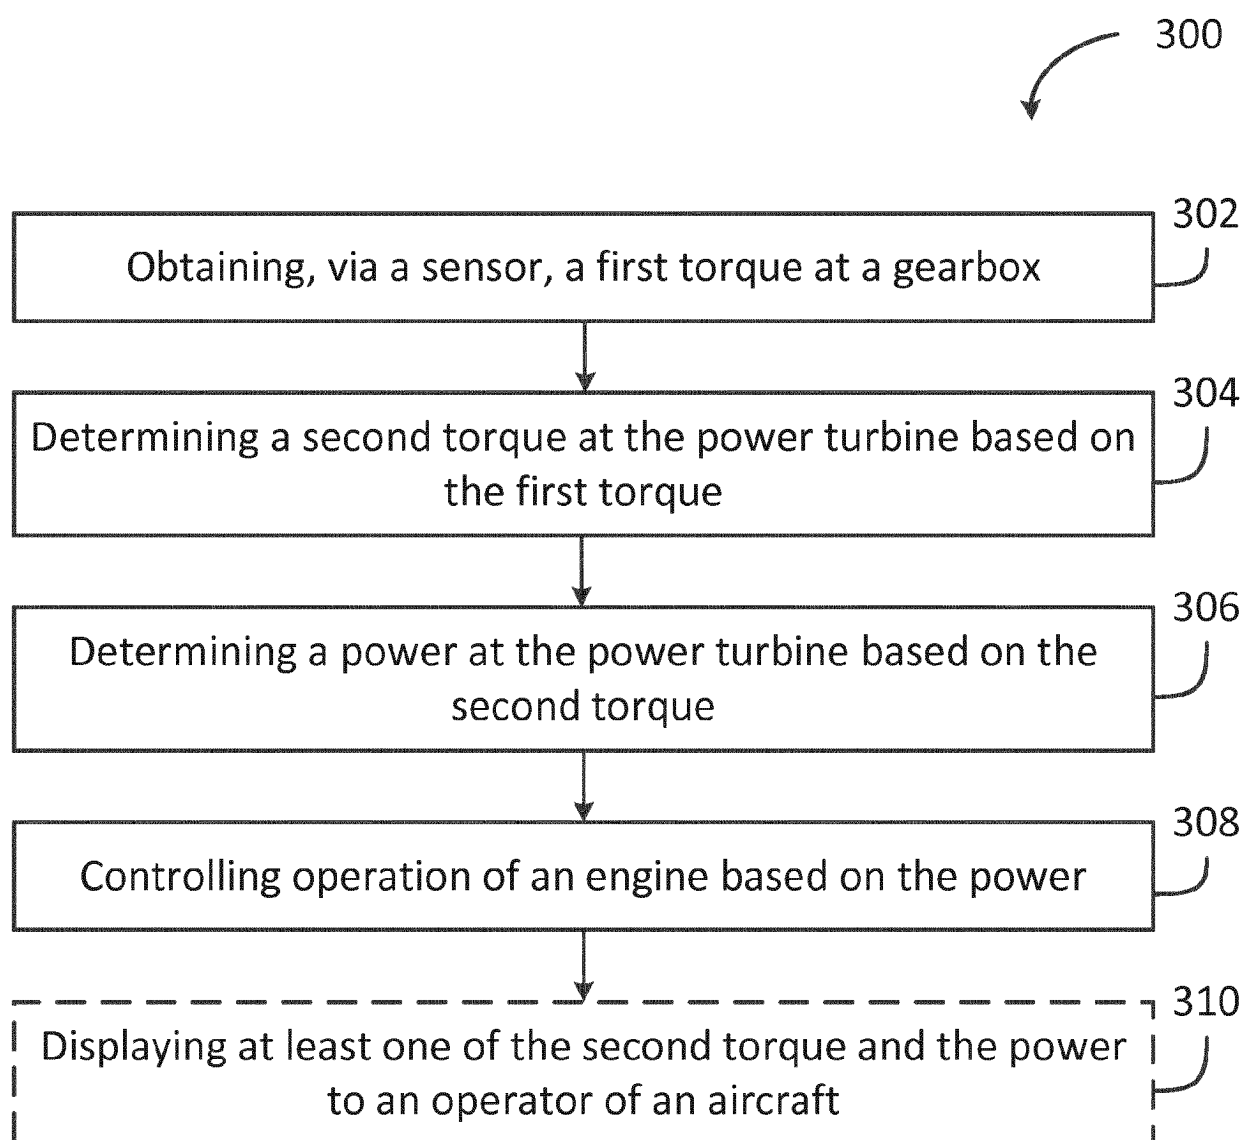 300
302
Obtaining, via a sensor, a first torque at a gearbox
304
Determining a second torque at the power turbine based on
the first torque
306
Determining a power at the power turbine based on the
second torque
308
Controlling operation of an engine based on the power
310
Displaying at least one of the second torque and the power
to an operator of an aircraft